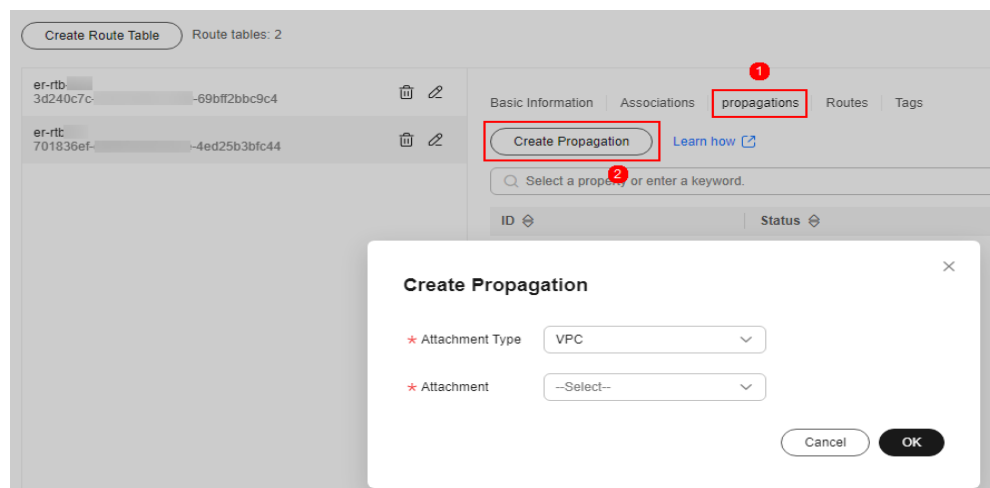 Create Route Table Route tables: 2
er-rtb-
3d240c7c- -69bff2bbc9c4
er-rtb
701836ef- -4ed25b3bfc44
1
Basic Information Associations propagations Routes Tags
Create Propagation Learn how
2
Select a property or enter a keyword.
ID Status
Create Propagation
* Attachment Type VPC
* Attachment --Select--
Cancel OK